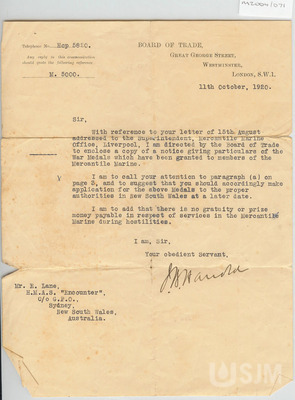 BOARD OF TRADE,
Telephone No. Hop 5810.
GREAT GEORGE STREET,
Any reply to this communication
should quote the following reference:
WESTMINSTER,
LONDON, S.W.1.
M. 5000.
11th October, 1920.
Sir,
With reference to your letter of 15th August
addressed to the Superintendent, Mercantile Marine
Office, Liverpool, I am directed by the Board of Trade
to enclose a copy of a notice giving particulars of the
War Medals which have been granted to members of the
Mercantile Marine.
I am to call your attention to paragraph (a) on
page 2, and to suggest that you should accordingly make
application for the above Medals to the proper
authorities in New South Wales at a later date.
I am to add that there is no gratuity or prize
money payable in respect of services in the Mercantile
Marine during hostilities.
I am, Sir,
Your obedient Servant,
Mr. E. Lane,
H.M.A.S. "Encounter",
C/o G.P.O.,
Sydney,
New South Wales,
Australia.
SJM